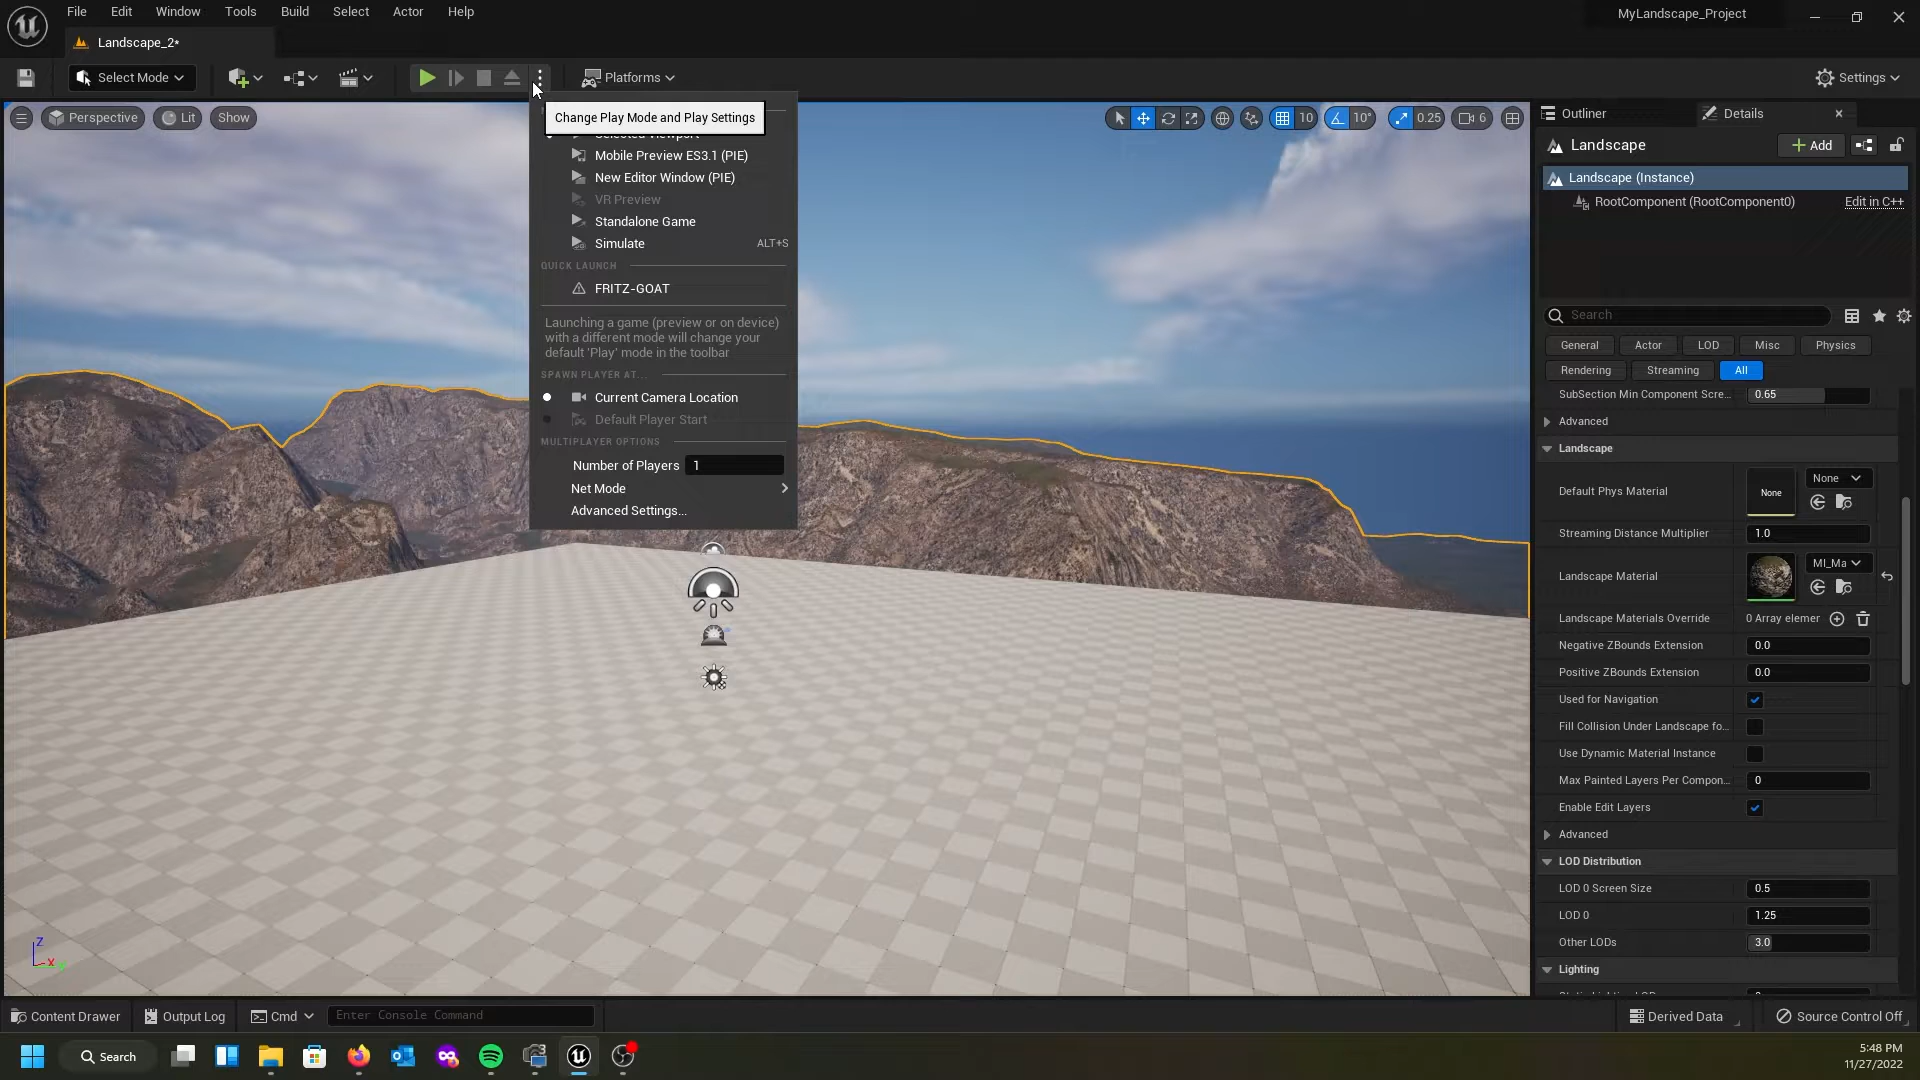 File Edit Window Tools Build Select Actor Help
MyLandscape_Project
Landscape_2*
Select Mode
Platforms
Settings
Perspective
Lit
Show
Change Play Mode and Play Settings
Selected Viewport
Mobile Preview ES3.1 (PIE)
New Editor Window (PIE)
VR Preview
Standalone Game
Simulate ALT+S
QUICK LAUNCH
FRITZ-GOAT
Launching a game (preview or on device)
with a different mode will change your
default 'Play' mode in the toolbar
SPAWN PLAYER AT...
Current Camera Location
Default Player Start
MULTIPLAYER OPTIONS
Number of Players 1
Net Mode
Advanced Settings...
10
10°
0.25
6
Z
X
Outliner
Details
Landscape
Add
Landscape (Instance)
RootComponent (RootComponent0) Edit in C++
Search
General Actor LOD Misc Physics
Rendering Streaming All
SubSection Min Component Scre... 0.65
Advanced
Landscape
Default Phys Material None None
Streaming Distance Multiplier 1.0
Landscape Material MI_Ma
Landscape Materials Override 0 Array elemer
Negative ZBounds Extension 0.0
Positive ZBounds Extension 0.0
Used for Navigation
Fill Collision Under Landscape fo...
Use Dynamic Material Instance
Max Painted Layers Per Compon... 0
Enable Edit Layers
Advanced
LOD Distribution
LOD 0 Screen Size 0.5
LOD 0 1.25
Other LODs 3.0
Lighting
Content Drawer
Output Log
Cmd
Enter Console Command
Derived Data
Source Control Off
Search
5:48 PM
11/27/2022